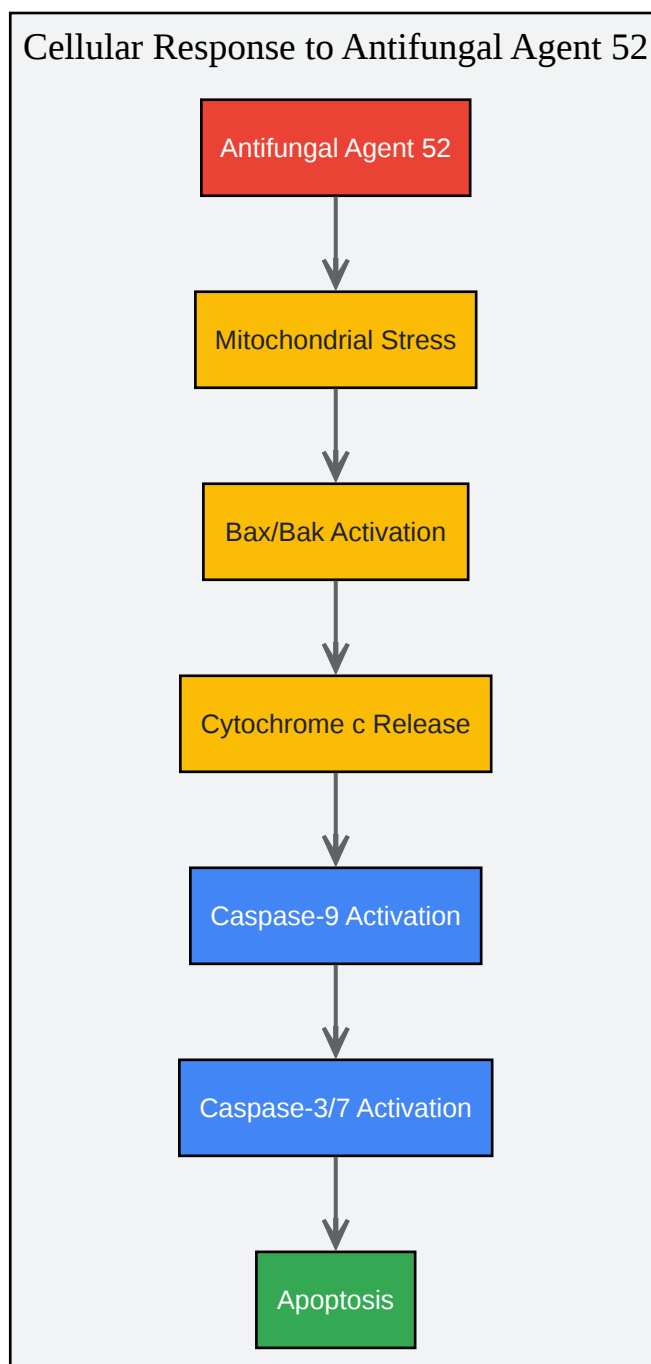 Cellular Response to Antifungal Agent 52
Antifungal Agent 52
Mitochondrial Stress
Bax/Bak Activation
Cytochrome c Release
Caspase-9 Activation
Caspase-3/7 Activation
Apoptosis